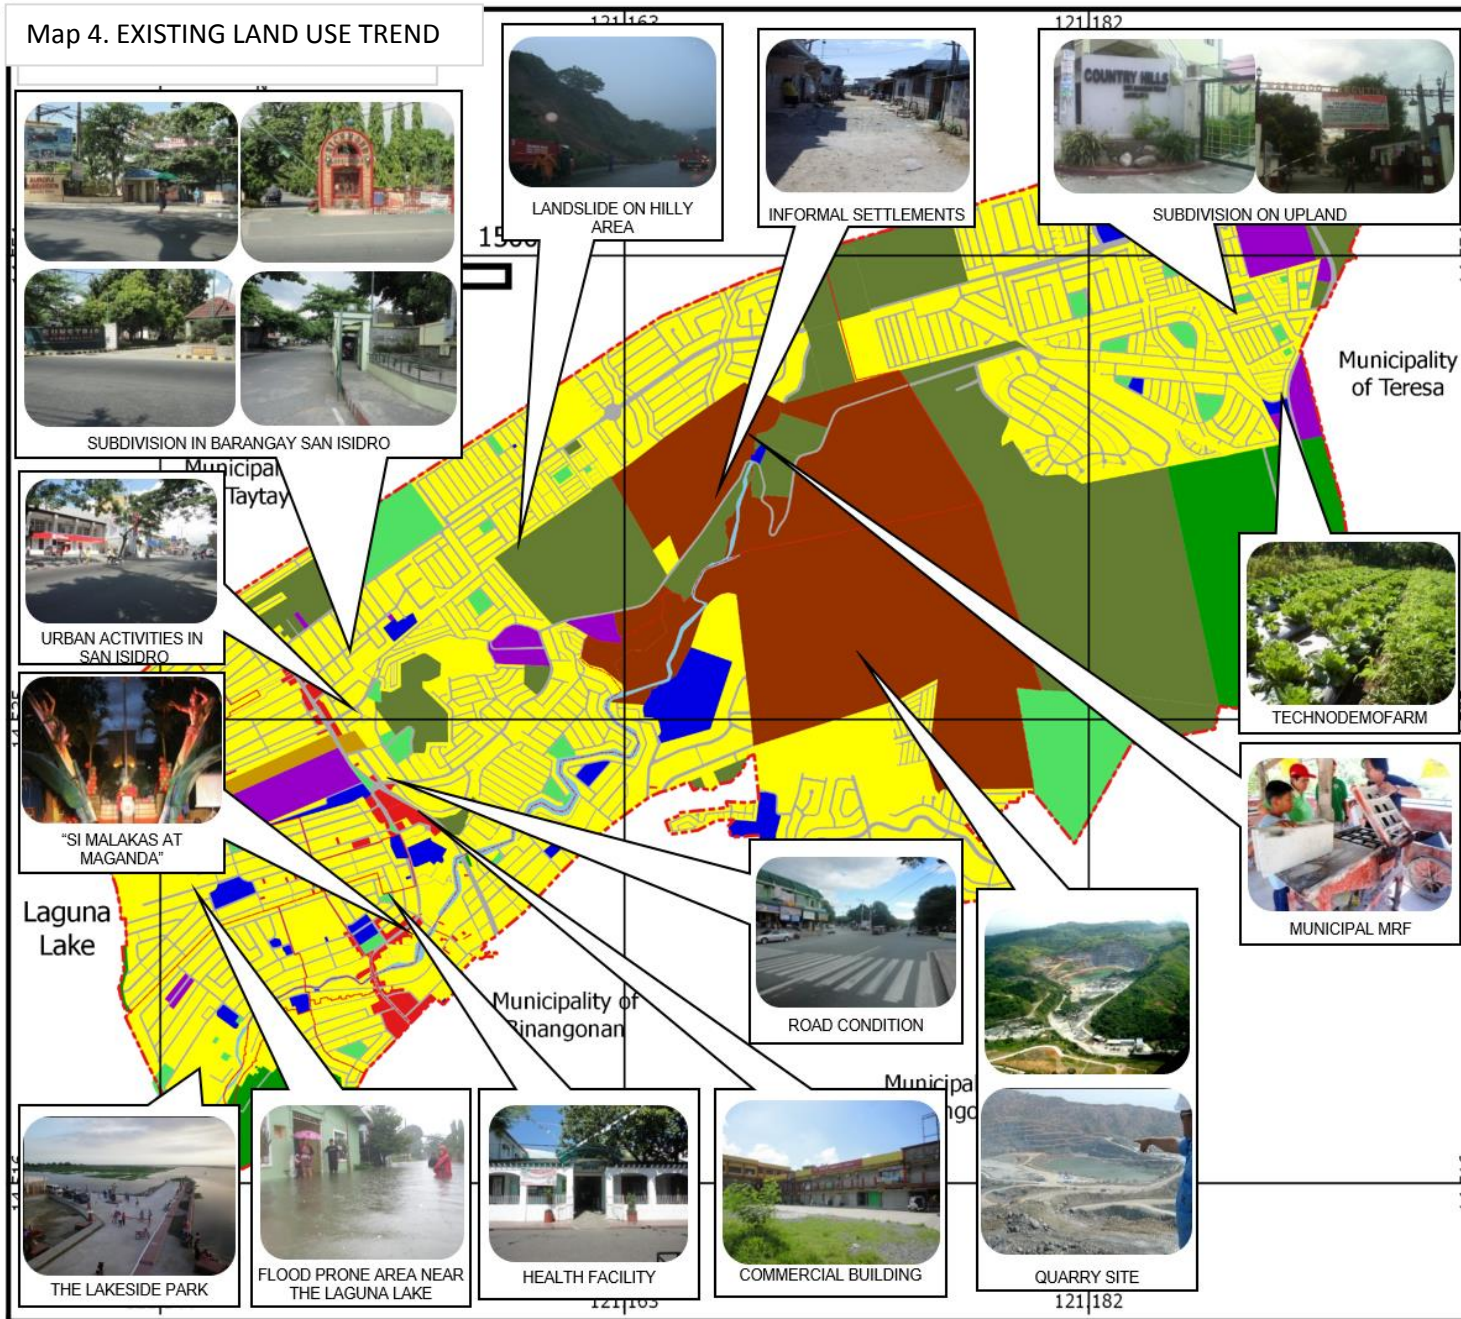 Map 4. EXISTING LAND USE TREND
121.163
121.182
COUNTRY HILLS
LANDSLIDE ON HILLY
AREA
INFORMAL SETTLEMENTS
SUBDIVISION ON UPLAND
Municipality
of Teresa
SUBDIVISION IN BARANGAY SAN ISIDRO
Municipal
Taytay
URBAN ACTIVITIES IN
SAN ISIDRO
TECHNODEMOFARM
"SI MALAKAS AT
MAGANDA"
Laguna
Lake
MUNICIPAL MRF
Municipality of
Binangonan
ROAD CONDITION
Municipal
THE LAKESIDE PARK
FLOOD PRONE AREA NEAR
THE LAGUNA LAKE
HEALTH FACILITY
COMMERCIAL BUILDING
QUARRY SITE
121.163
121.182